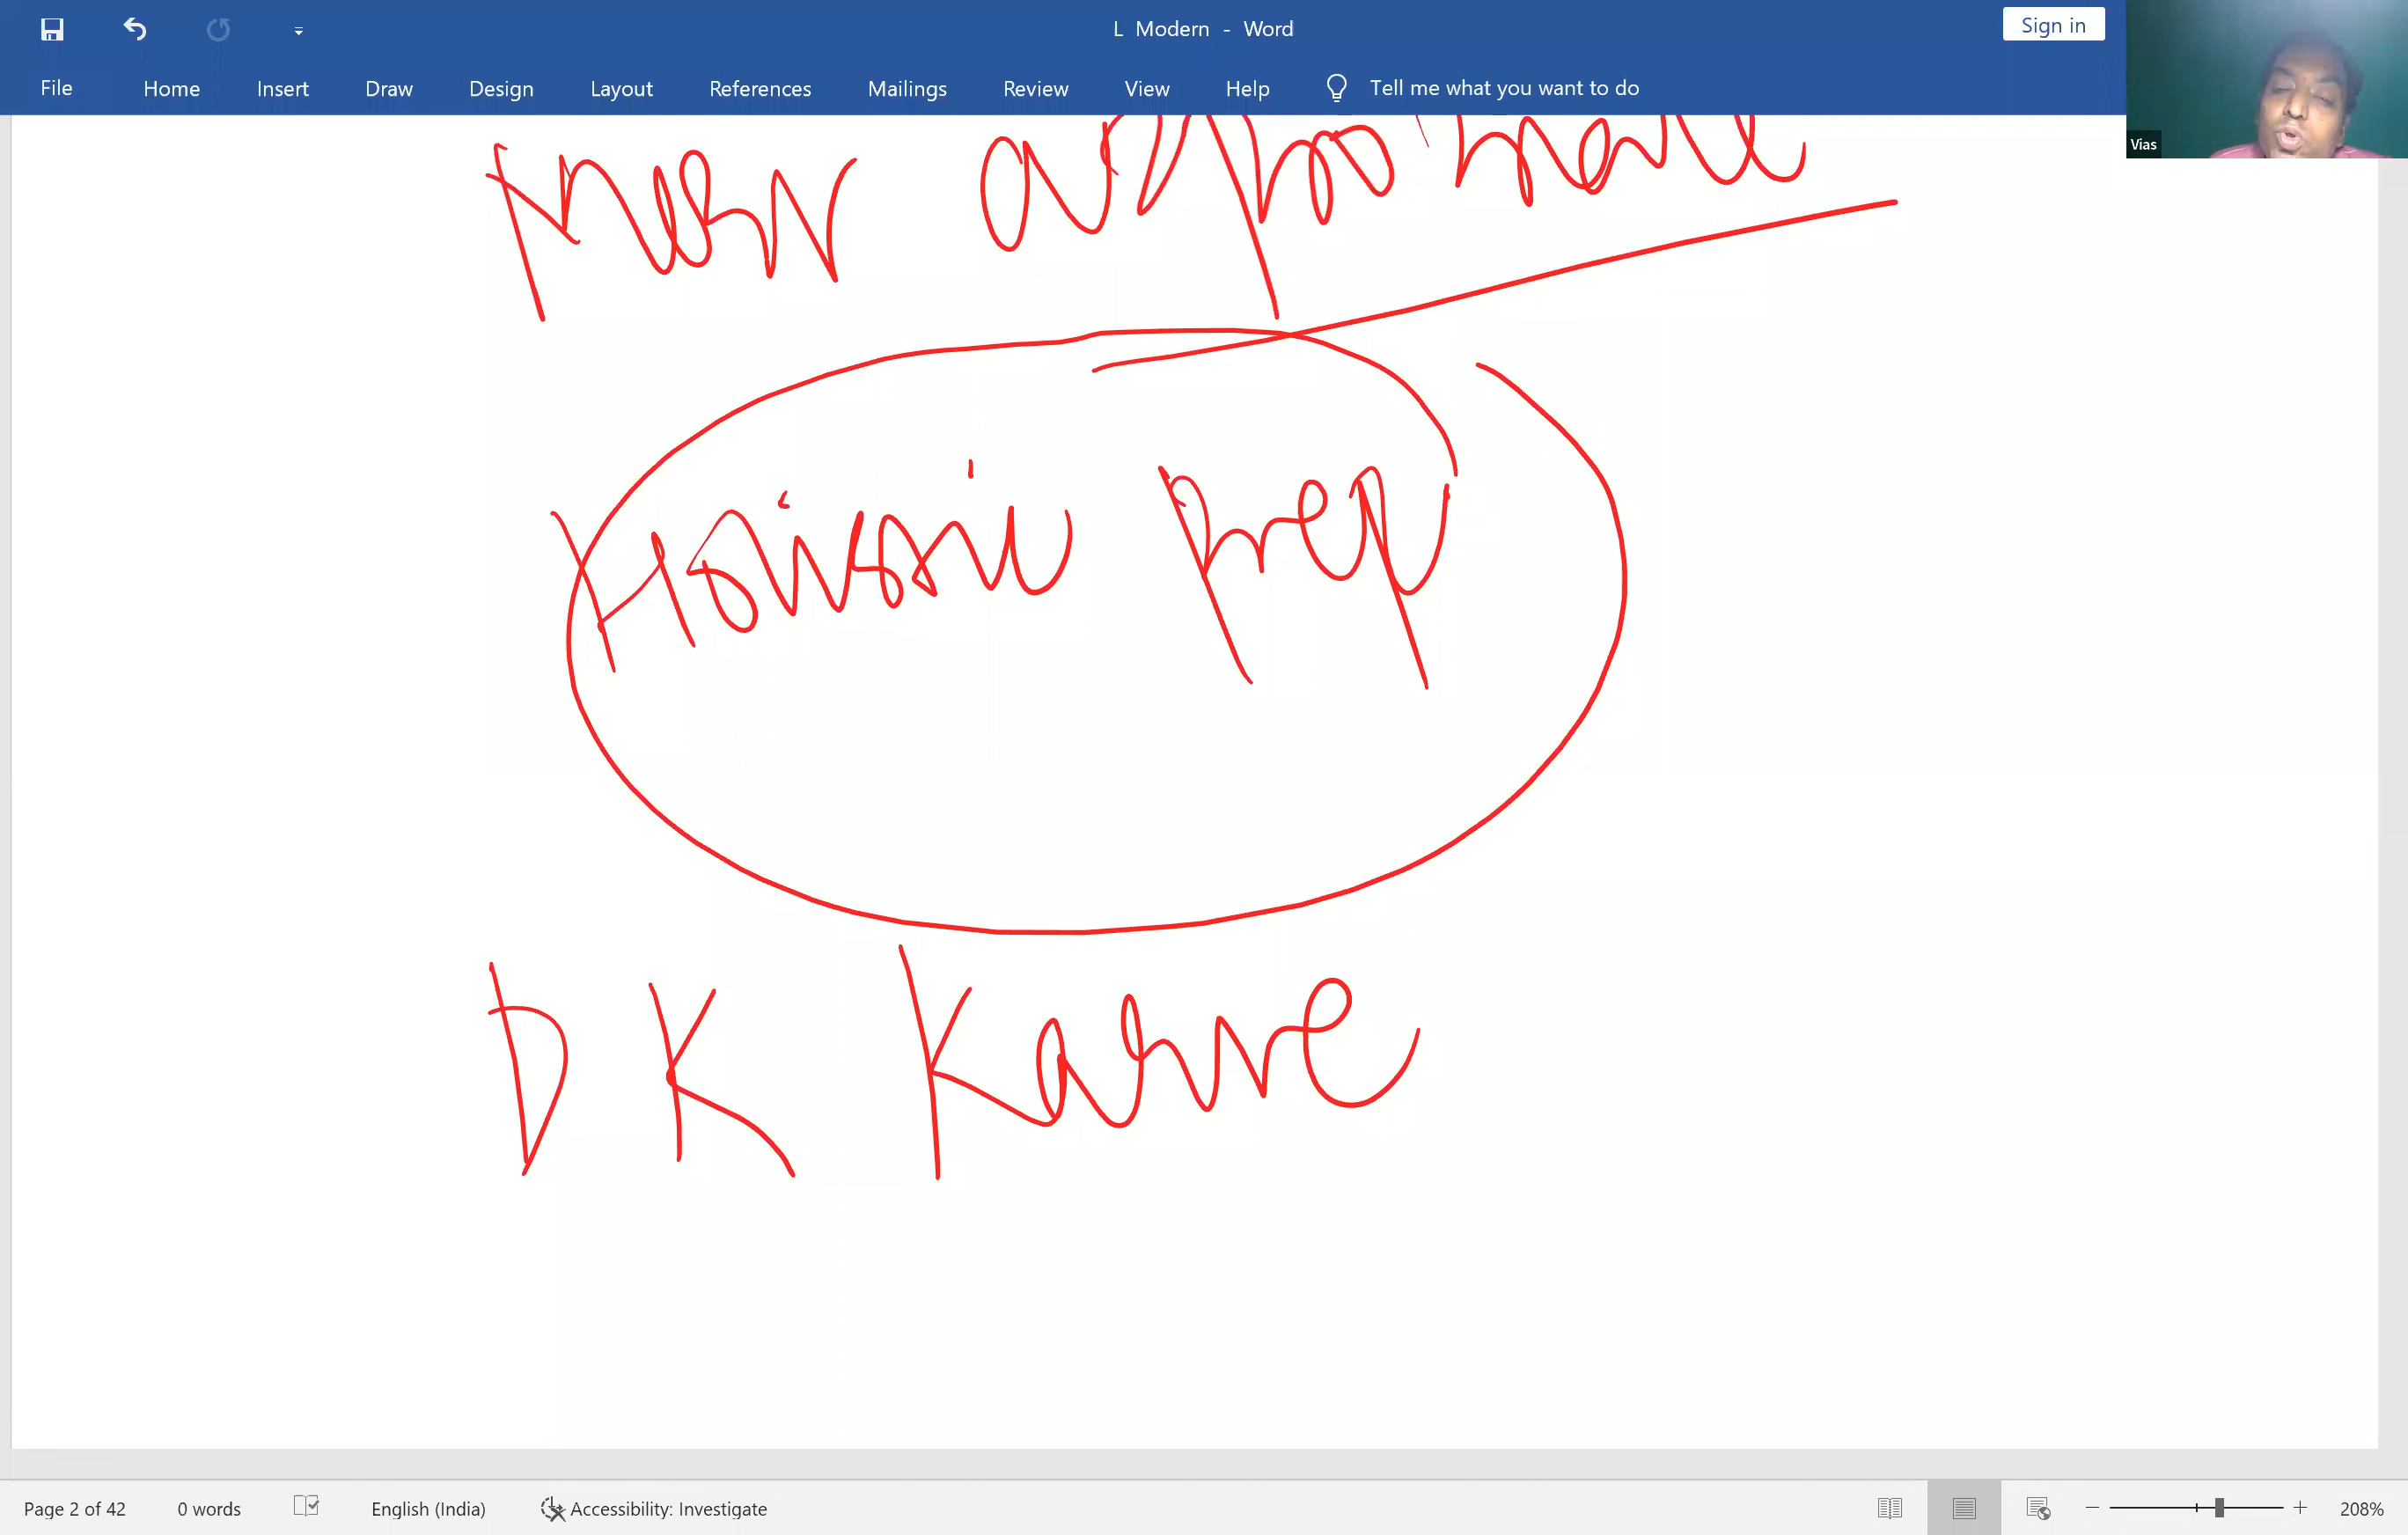 L Modern - Word
Sign in
File Home Insert Draw Design Layout References Mailings Review View Help Tell me what you want to do
Vias
prep
D K Karve
Page 2 of 42 0 words English (India) Accessibility: Investigate 208%